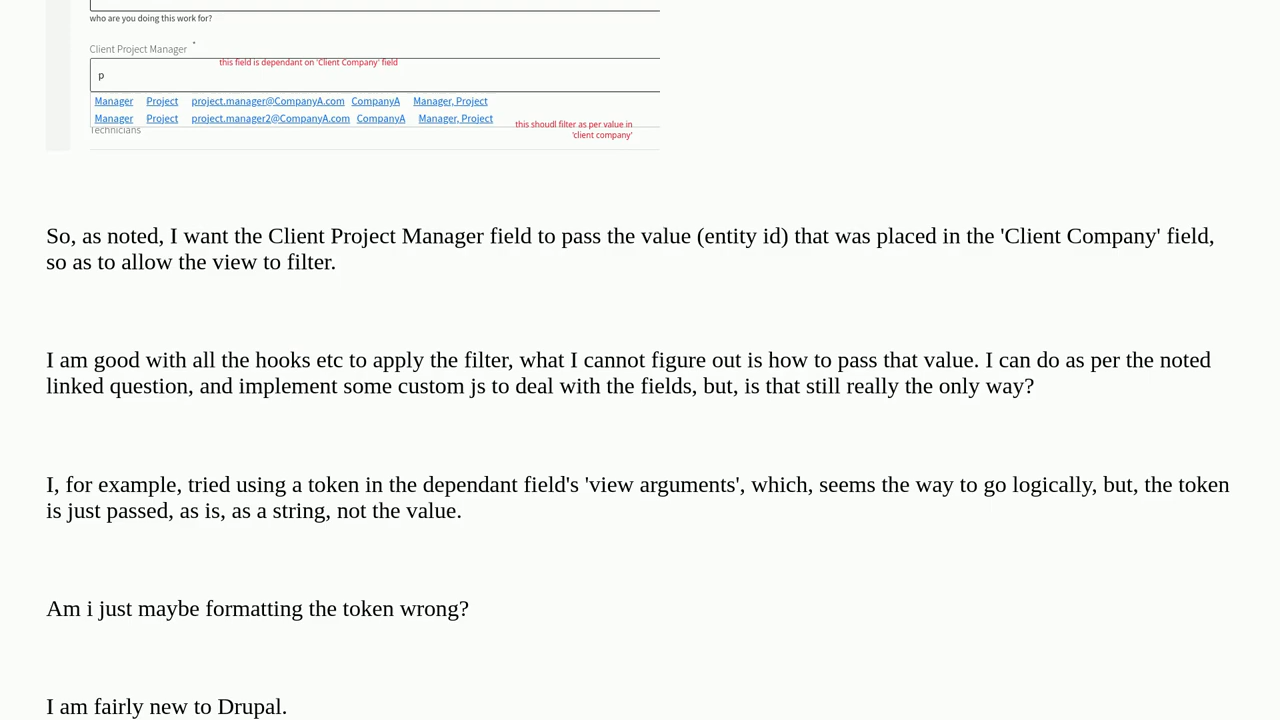 who are you doing this work for?
Client Project Manager *
this field is dependant on 'Client Company' field
p
Manager Project project.manager@CompanyA.com CompanyA Manager, Project
Manager Project project.manager2@CompanyA.com CompanyA Manager, Project
this shoudl filter as per value in
'client company'
Technicians
So, as noted, I want the Client Project Manager field to pass the value (entity id) that was placed in the 'Client Company' field,
so as to allow the view to filter.
I am good with all the hooks etc to apply the filter, what I cannot figure out is how to pass that value. I can do as per the noted
linked question, and implement some custom js to deal with the fields, but, is that still really the only way?
I, for example, tried using a token in the dependant field's 'view arguments', which, seems the way to go logically, but, the token
is just passed, as is, as a string, not the value.
Am i just maybe formatting the token wrong?
I am fairly new to Drupal.